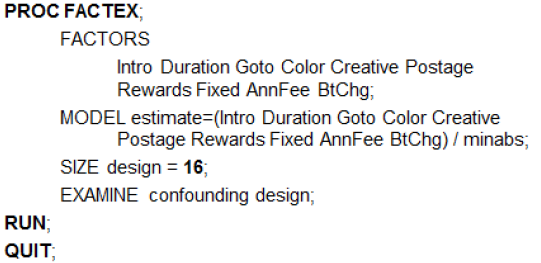 PROC FACTEX;
FACTORS
Intro Duration Goto Color Creative Postage
Rewards Fixed AnnFee BtChg;
MODEL estimate=(Intro Duration Goto Color Creative
Postage Rewards Fixed AnnFee BtChg) / minabs;
SIZE design = 16;
EXAMINE confounding design;
RUN;
QUIT;